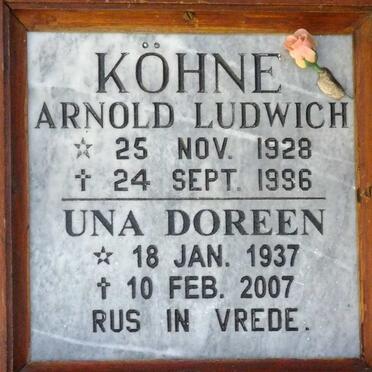 KÖHNE
ARNOLD LUDWICH
☆ 25 NOV. 1928
† 24 SEPT. 1996
UNA DOREEN
☆ 18 JAN. 1937
† 10 FEB. 2007
RUS IN VREDE.